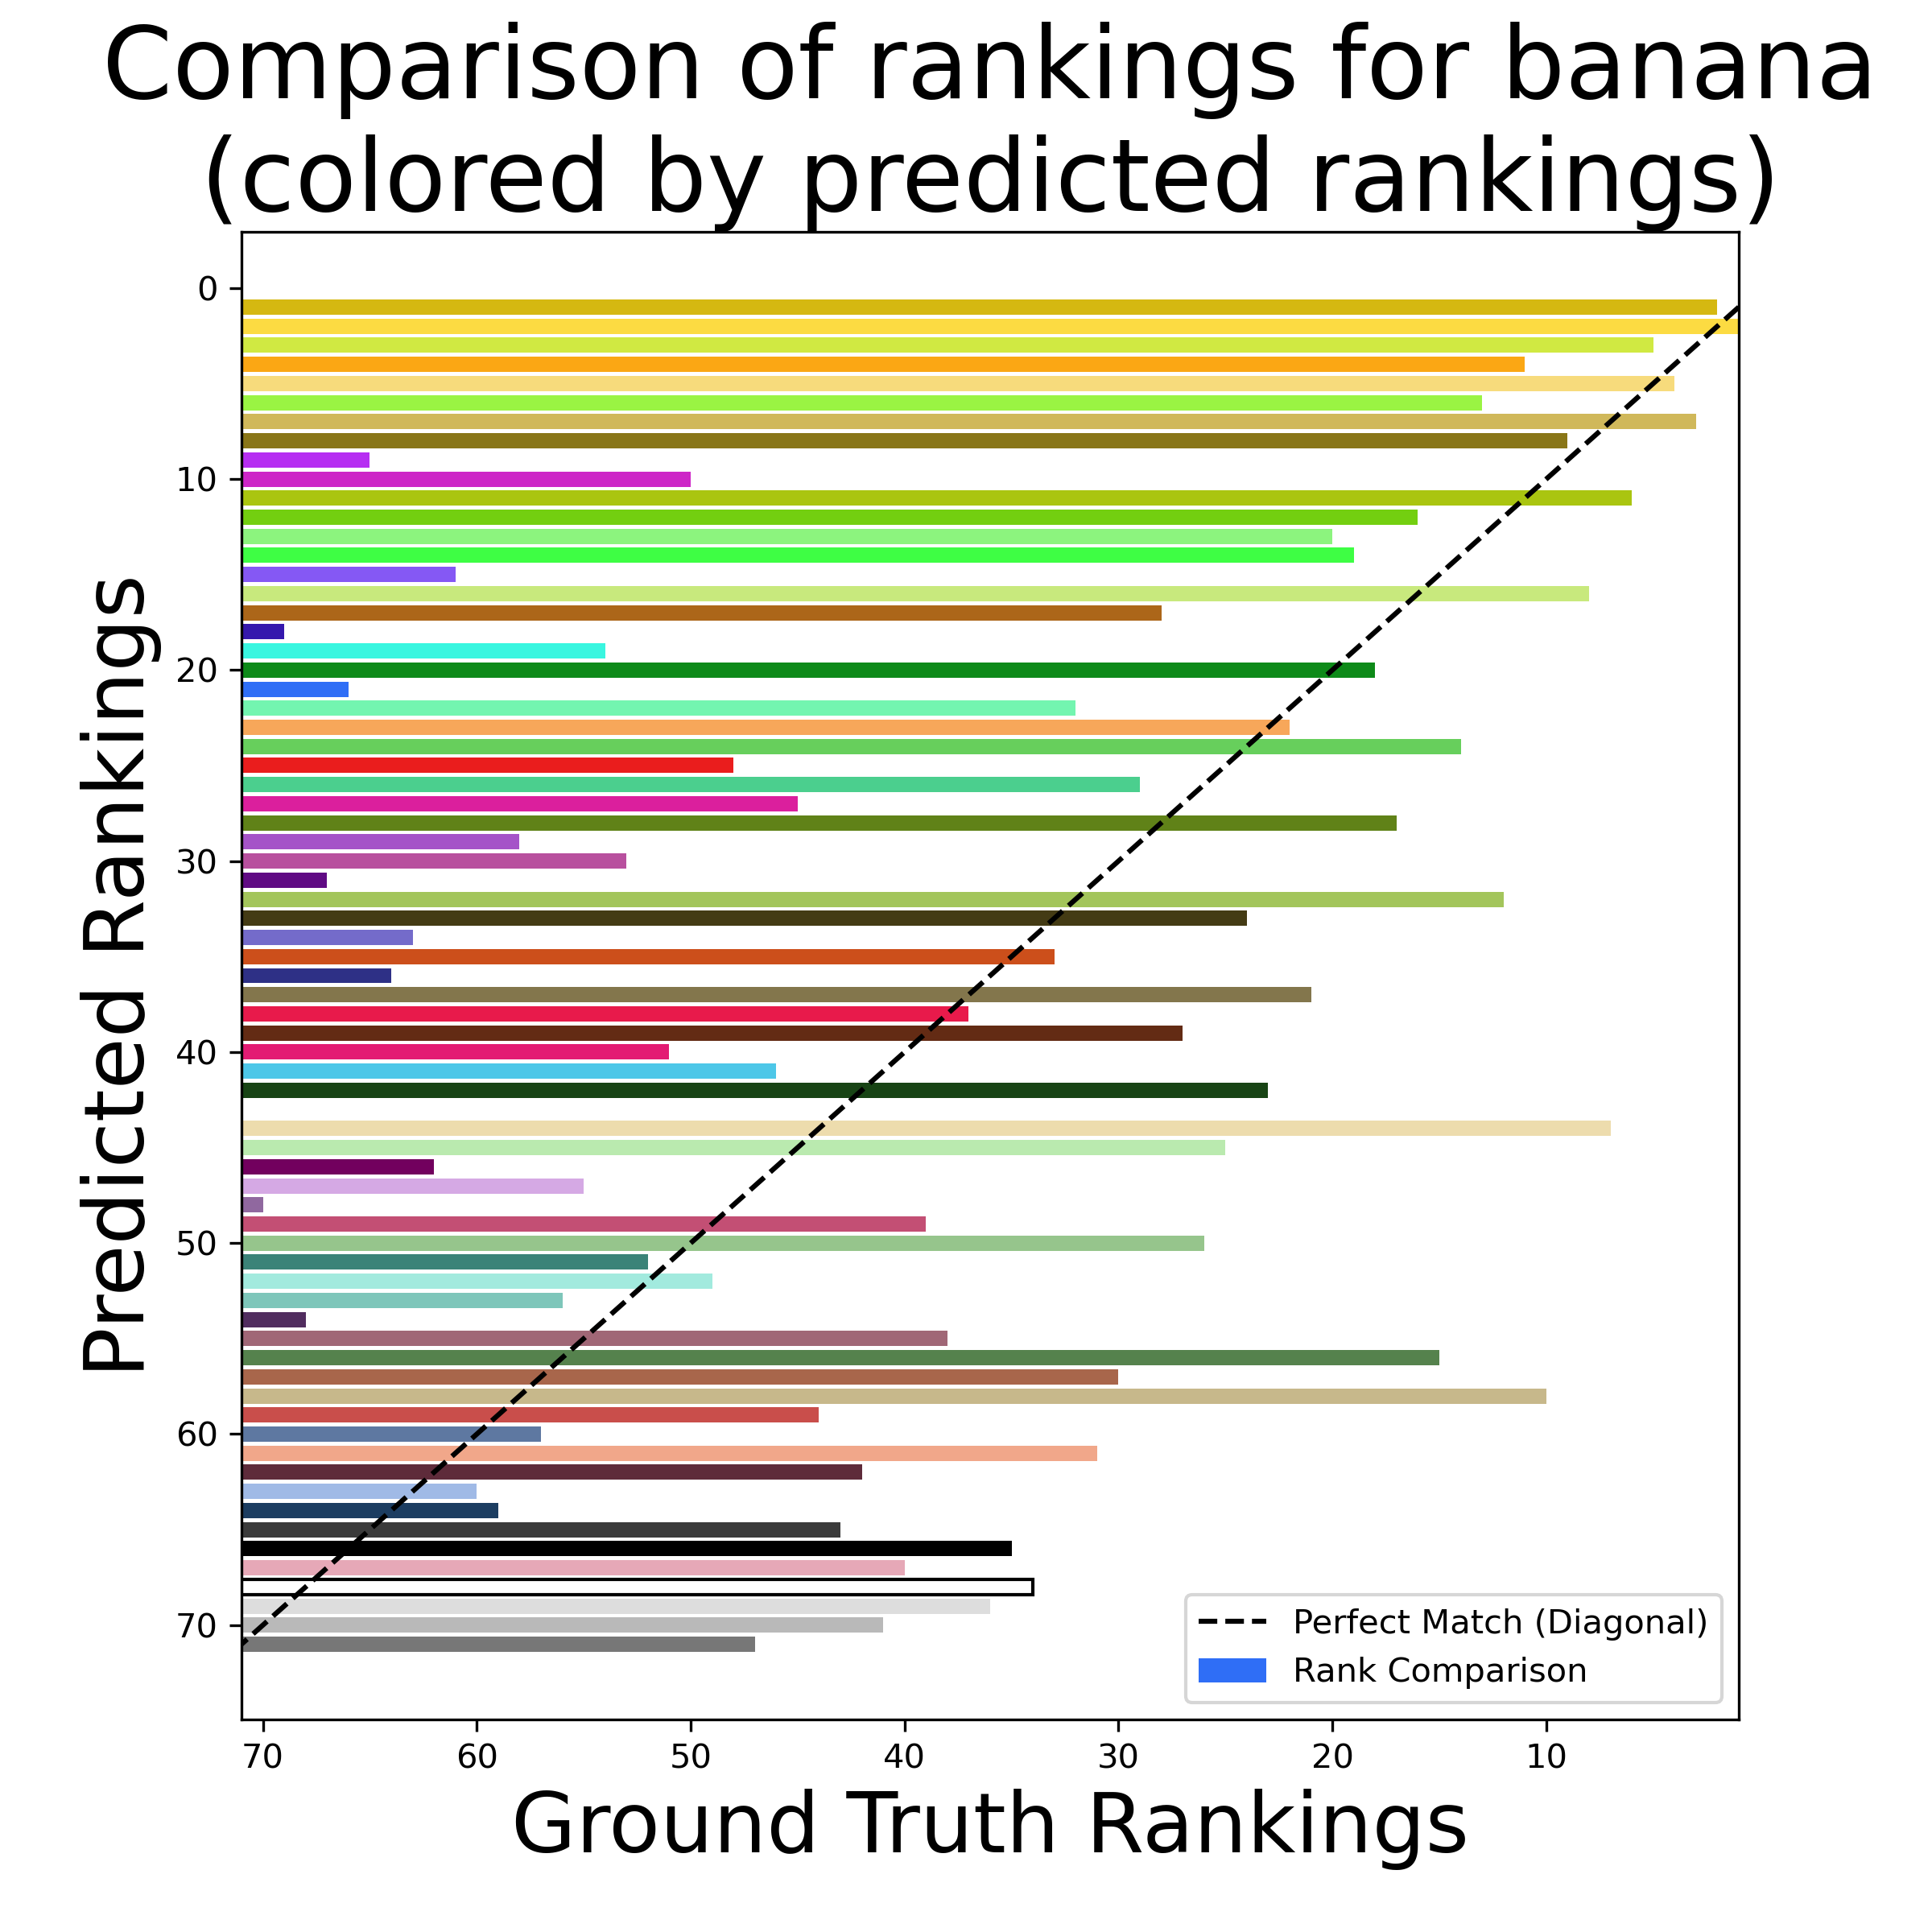 Comparison of rankings for banana
(colored by predicted rankings)
Predicted Rankings
0
10
20
30
40
50
60
70
70 60 50 40 30 20 10
Ground Truth Rankings
Perfect Match (Diagonal)
Rank Comparison